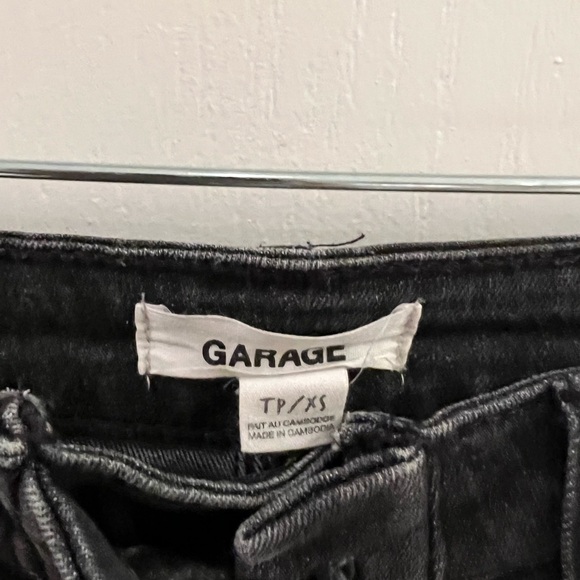 GARAGE
TP/XS
FAIT AU CAMBODGE
MADE IN CAMBODIA